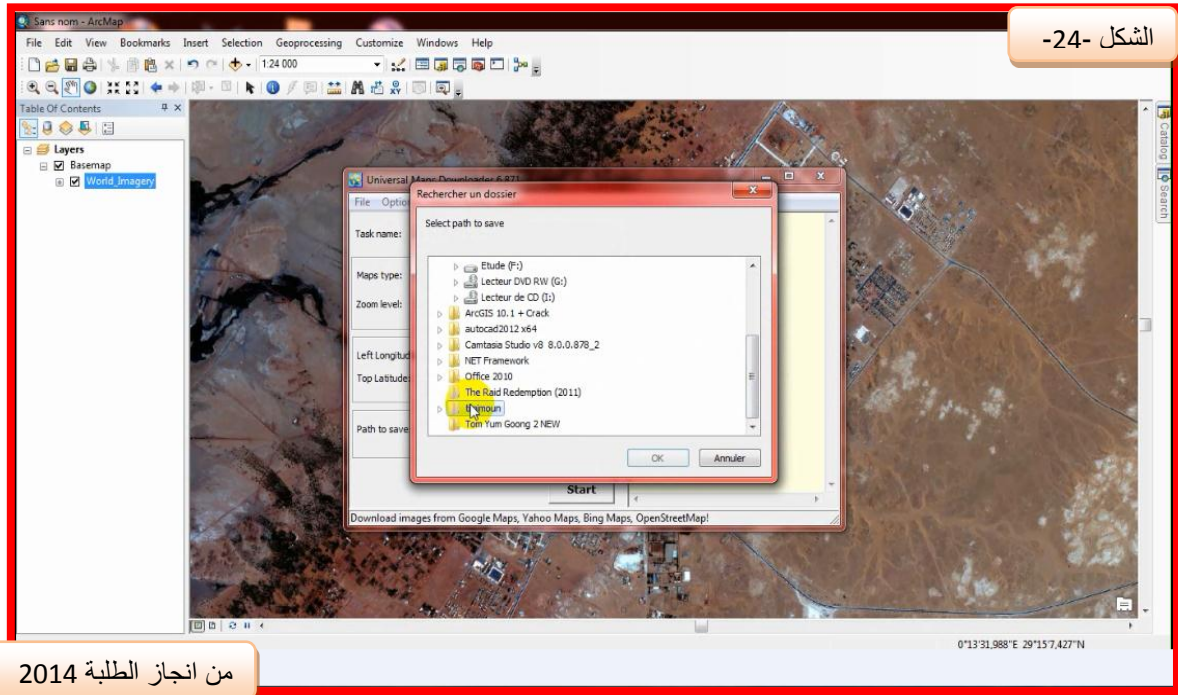 Sans nom - ArcMap
الشكل -24-
File Edit View Bookmarks Insert Selection Geoprocessing Customize Windows Help
1:24 000
Table Of Contents
Layers
Basemap
World_Imagery
Catalog
Search
Universal Maps Downloader 6.871
File Optio
Rechercher un dossier
Select path to save
Task name:
Maps type:
Zoom level:
Left Longitud
Top Latitude:
Path to save
Etude (F:)
Lecteur DVD RW (G:)
Lecteur de CD (I:)
ArcGIS 10.1 + Crack
autocad2012 x64
Camtasia Studio v8 8.0.0.878_2
NET Framework
Office 2010
The Raid Redemption (2011)
Tom Yum Goong 2 NEW
OK Annuler
Start
Download images from Google Maps, Yahoo Maps, Bing Maps, OpenStreetMap!
0°13'31,988"E 29°15'7,427"N
من انجاز الطلبة 2014